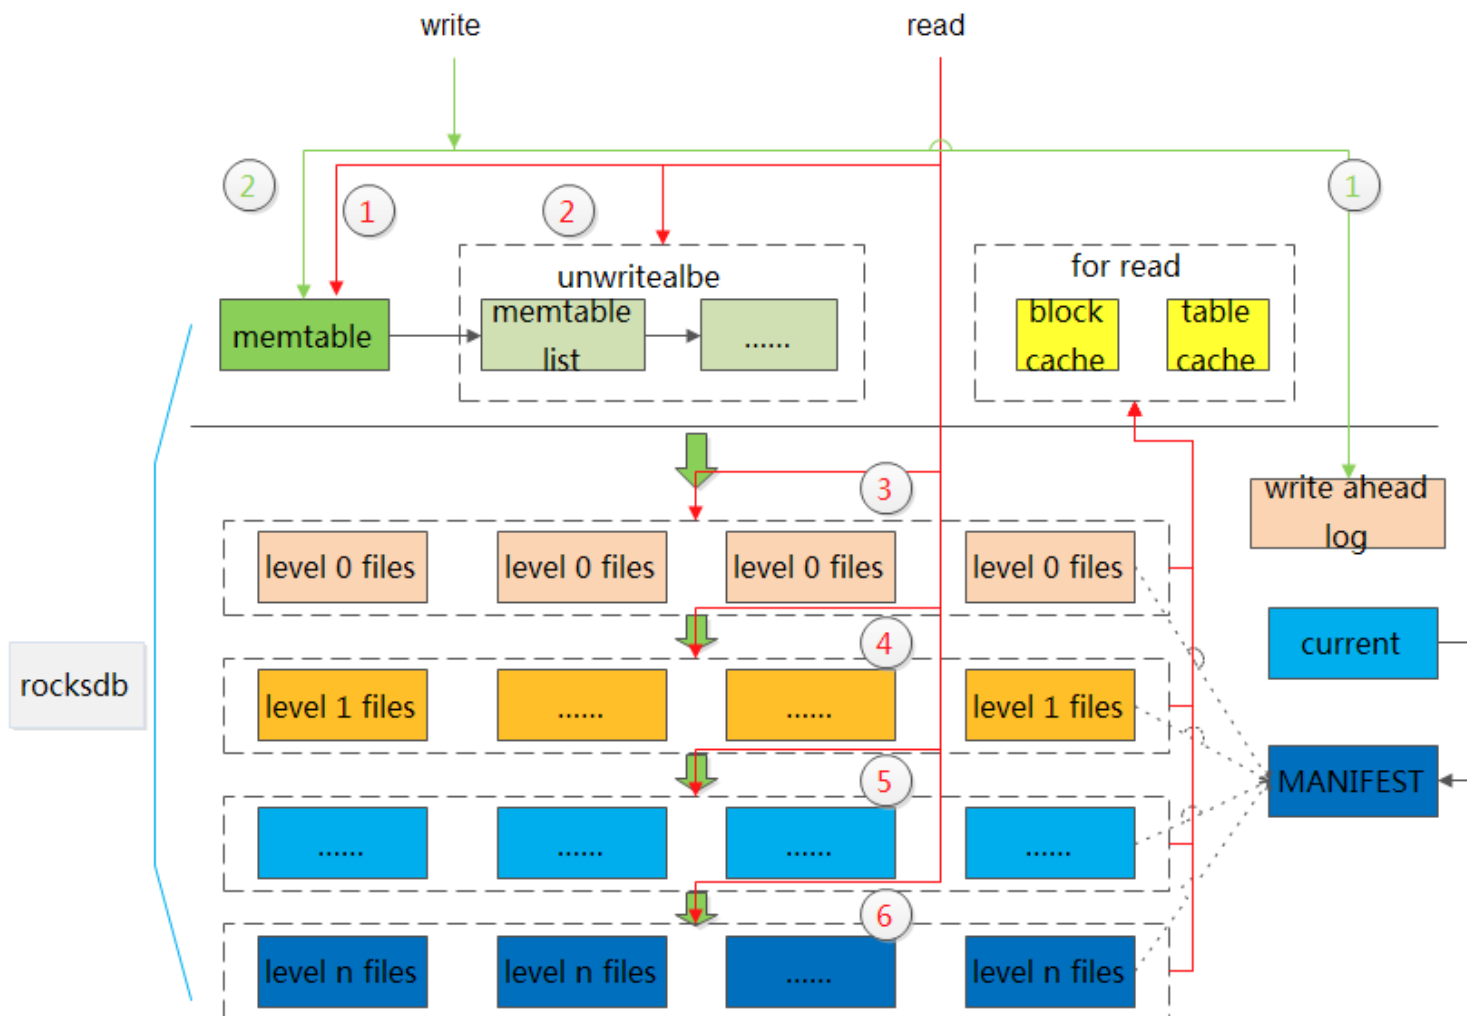 write
read
2
1
2
1
unwritealbe
for read
memtable
memtable
list
......
block
cache
table
cache
3
write ahead
log
level 0 files
level 0 files
level 0 files
level 0 files
4
current
rocksdb
level 1 files
......
......
level 1 files
5
MANIFEST
......
......
......
......
6
level n files
level n files
......
level n files